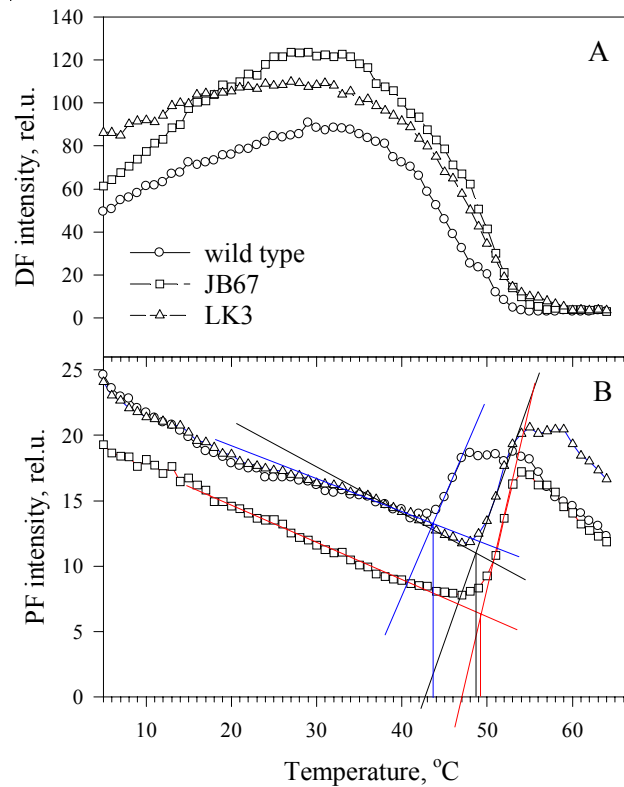 A
140
120
100
80
60
40
20
0
DF intensity, rel.u.
wild type
JB67
LK3
B
25
20
15
10
5
0
PF intensity, rel.u.
10 20 30 40 50 60
Temperature, °C